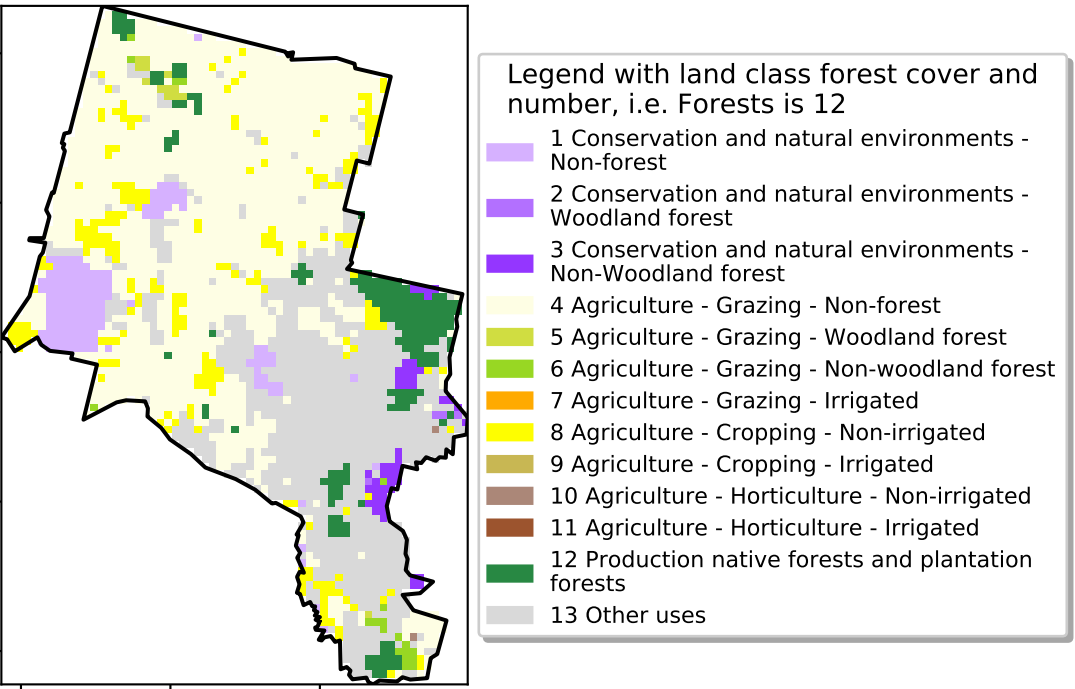 Legend with land class forest cover and
number, i.e. Forests is 12
1 Conservation and natural environments -
Non-forest
2 Conservation and natural environments -
Woodland forest
3 Conservation and natural environments -
Non-Woodland forest
4 Agriculture - Grazing - Non-forest
5 Agriculture - Grazing - Woodland forest
6 Agriculture - Grazing - Non-woodland forest
7 Agriculture - Grazing - Irrigated
8 Agriculture - Cropping - Non-irrigated
9 Agriculture - Cropping - Irrigated
10 Agriculture - Horticulture - Non-irrigated
11 Agriculture - Horticulture - Irrigated
12 Production native forests and plantation
forests
13 Other uses